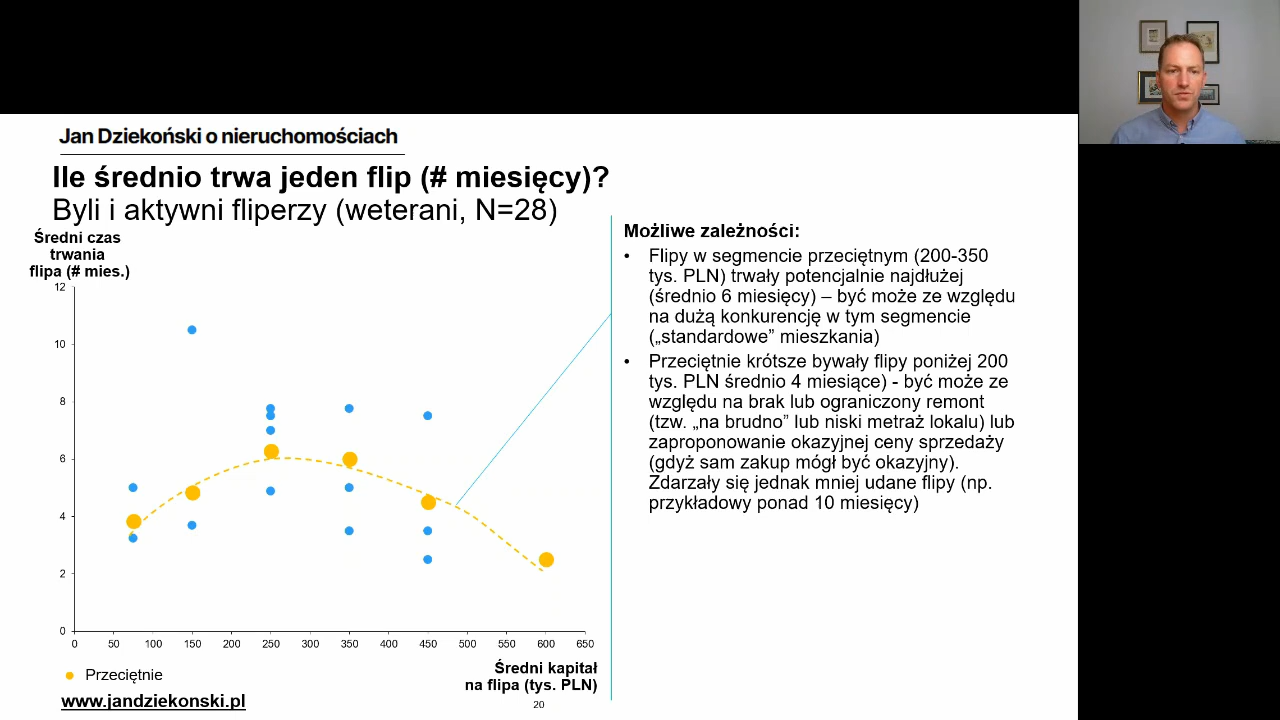 Jan Dziekoński o nieruchomościach
Ile średnio trwa jeden flip (# miesięcy)?
Byli i aktywni fliperzy (weterani, N=28)
Średni czas
trwania
flipa (# mies.)
12
10
8
6
4
2
0
0 50 100 150 200 250 300 350 400 450 500 550 600 650
Średni kapitał
na flipa (tys. PLN)
Przeciętnie
www.jandziekonski.pl
20
Możliwe zależności:
• Flipy w segmencie przeciętnym (200-350
tys. PLN) trwały potencjalnie najdłużej
(średnio 6 miesięcy) – być może ze względu
na dużą konkurencję w tym segmencie
(„standardowe” mieszkania)
• Przeciętnie krótsze bywały flipy poniżej 200
tys. PLN średnio 4 miesiące) - być może ze
względu na brak lub ograniczony remont
(tzw. „na brudno” lub niski metraż lokalu) lub
zaproponowanie okazyjnej ceny sprzedaży
(gdyż sam zakup mógł być okazyjny).
Zdarzały się jednak mniej udane flipy (np.
przykładowy ponad 10 miesięcy)